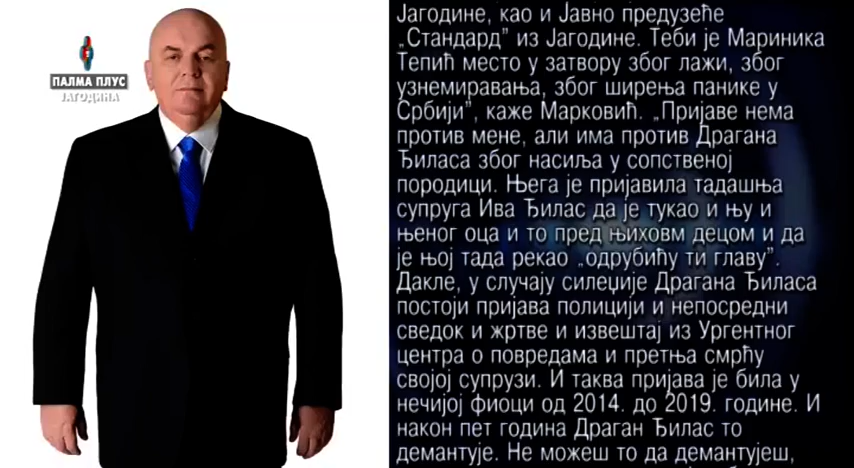 ПАЛМА ПЛУС
ЈАГОДИНА
Јагодине, као и Јавно предузеће
„Стандард” из Јагодине. Теби је Мариника
Тепић место у затвору због лажи, због
узнемиравања, због ширења панике у
Србији”, каже Марковић. „Пријаве нема
против мене, али има против Драгана
Ђиласа због насиља у сопственој
породици. Њега је пријавила тадашња
супруга Ива Ђилас да је тукао и њу и
њеног оца и то пред њиховм децом и да
је њој тада рекао „одрубићу ти главу”.
Дакле, у случају силеџије Драгана Ђиласа
постоји пријава полицији и непосредни
сведок и жртве и извештај из Ургентног
центра о повредама и претња смрћу
својој супрузи. И таква пријава је била у
нечијој фиоци од 2014. до 2019. године. И
након пет година Драган Ђилас то
демантује. Не можеш то да демантујеш,